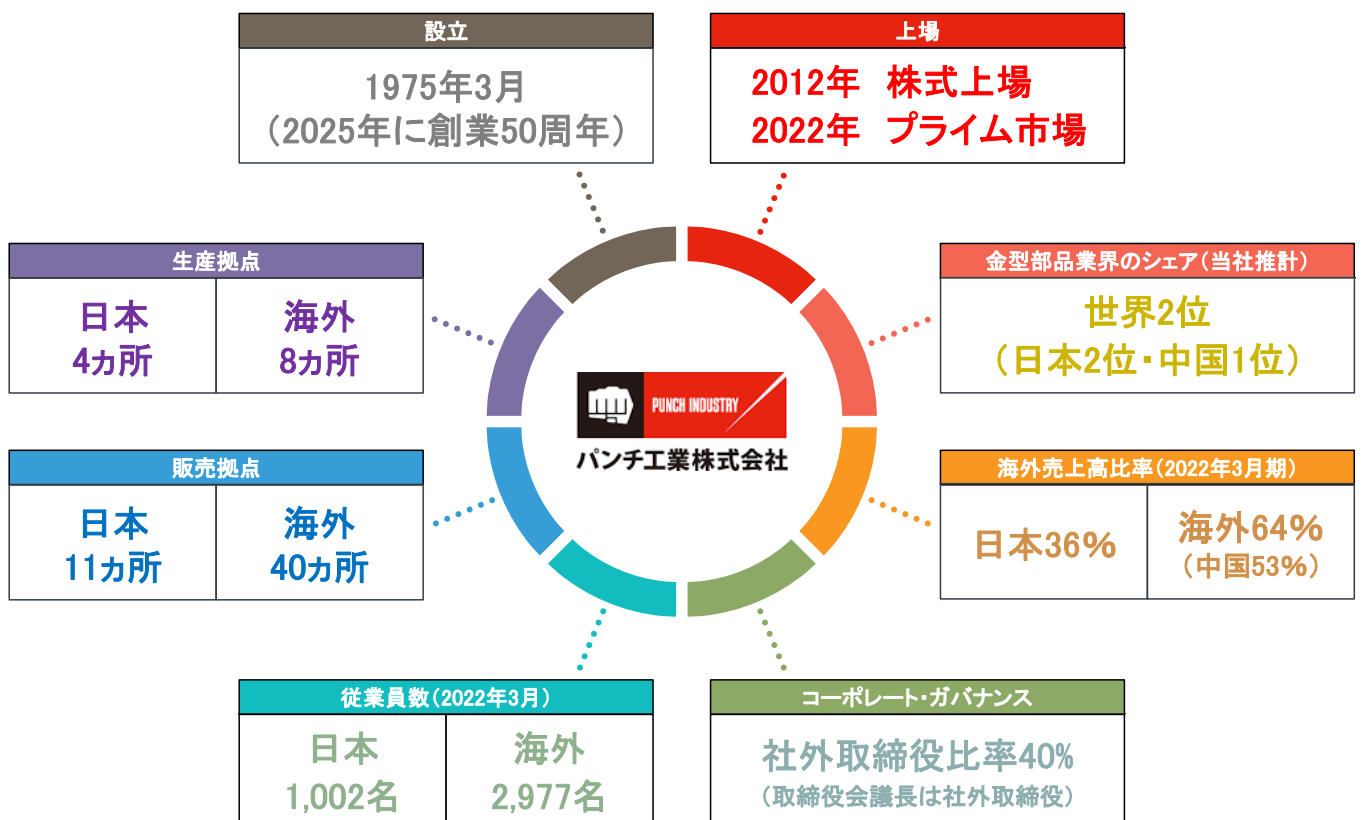 設立
1975年3月
（2025年に創業50周年）
上場
2012年 株式上場
2022年 プライム市場
生産拠点
日本
4カ所
海外
8カ所
金型部品業界のシェア（当社推計）
世界2位
（日本2位・中国1位）
PUNCH INDUSTRY
パンチ工業株式会社
販売拠点
日本
11カ所
海外
40カ所
海外売上高比率（2022年3月期）
日本36%
海外64%
（中国53%）
従業員数（2022年3月）
日本
1,002名
海外
2,977名
コーポレート・ガバナンス
社外取締役比率40%
（取締役会議長は社外取締役）